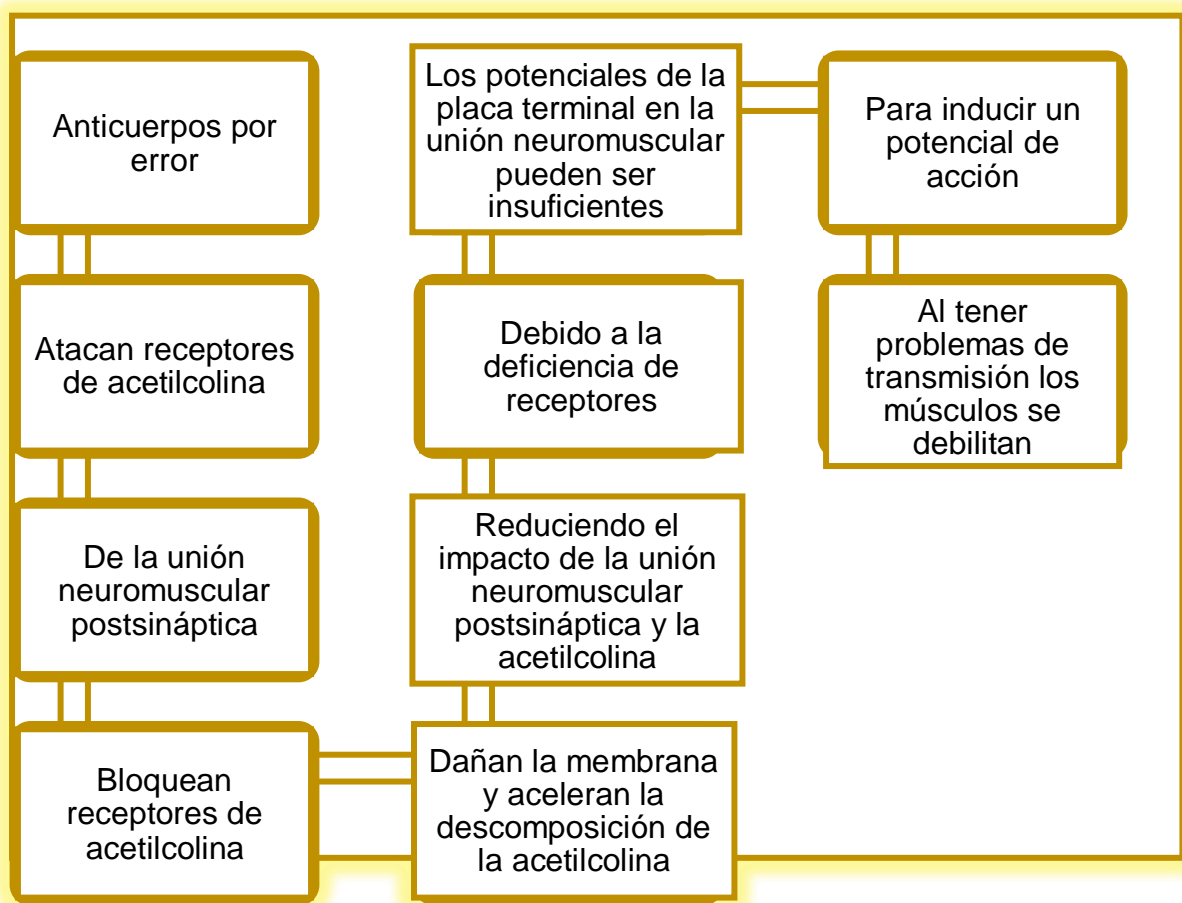 Anticuerpos por
error
Atacan receptores
de acetilcolina
De la unión
neuromuscular
postsináptica
Bloquean
receptores de
acetilcolina
Dañan la membrana
y aceleran la
descomposición de
la acetilcolina
Reduciendo el
impacto de la unión
neuromuscular
postsináptica y la
acetilcolina
Debido a la
deficiencia de
receptores
Los potenciales de la
placa terminal en la
unión neuromuscular
pueden ser
insuficientes
Para inducir un
potencial de
acción
Al tener
problemas de
transmisión los
músculos se
debilitan